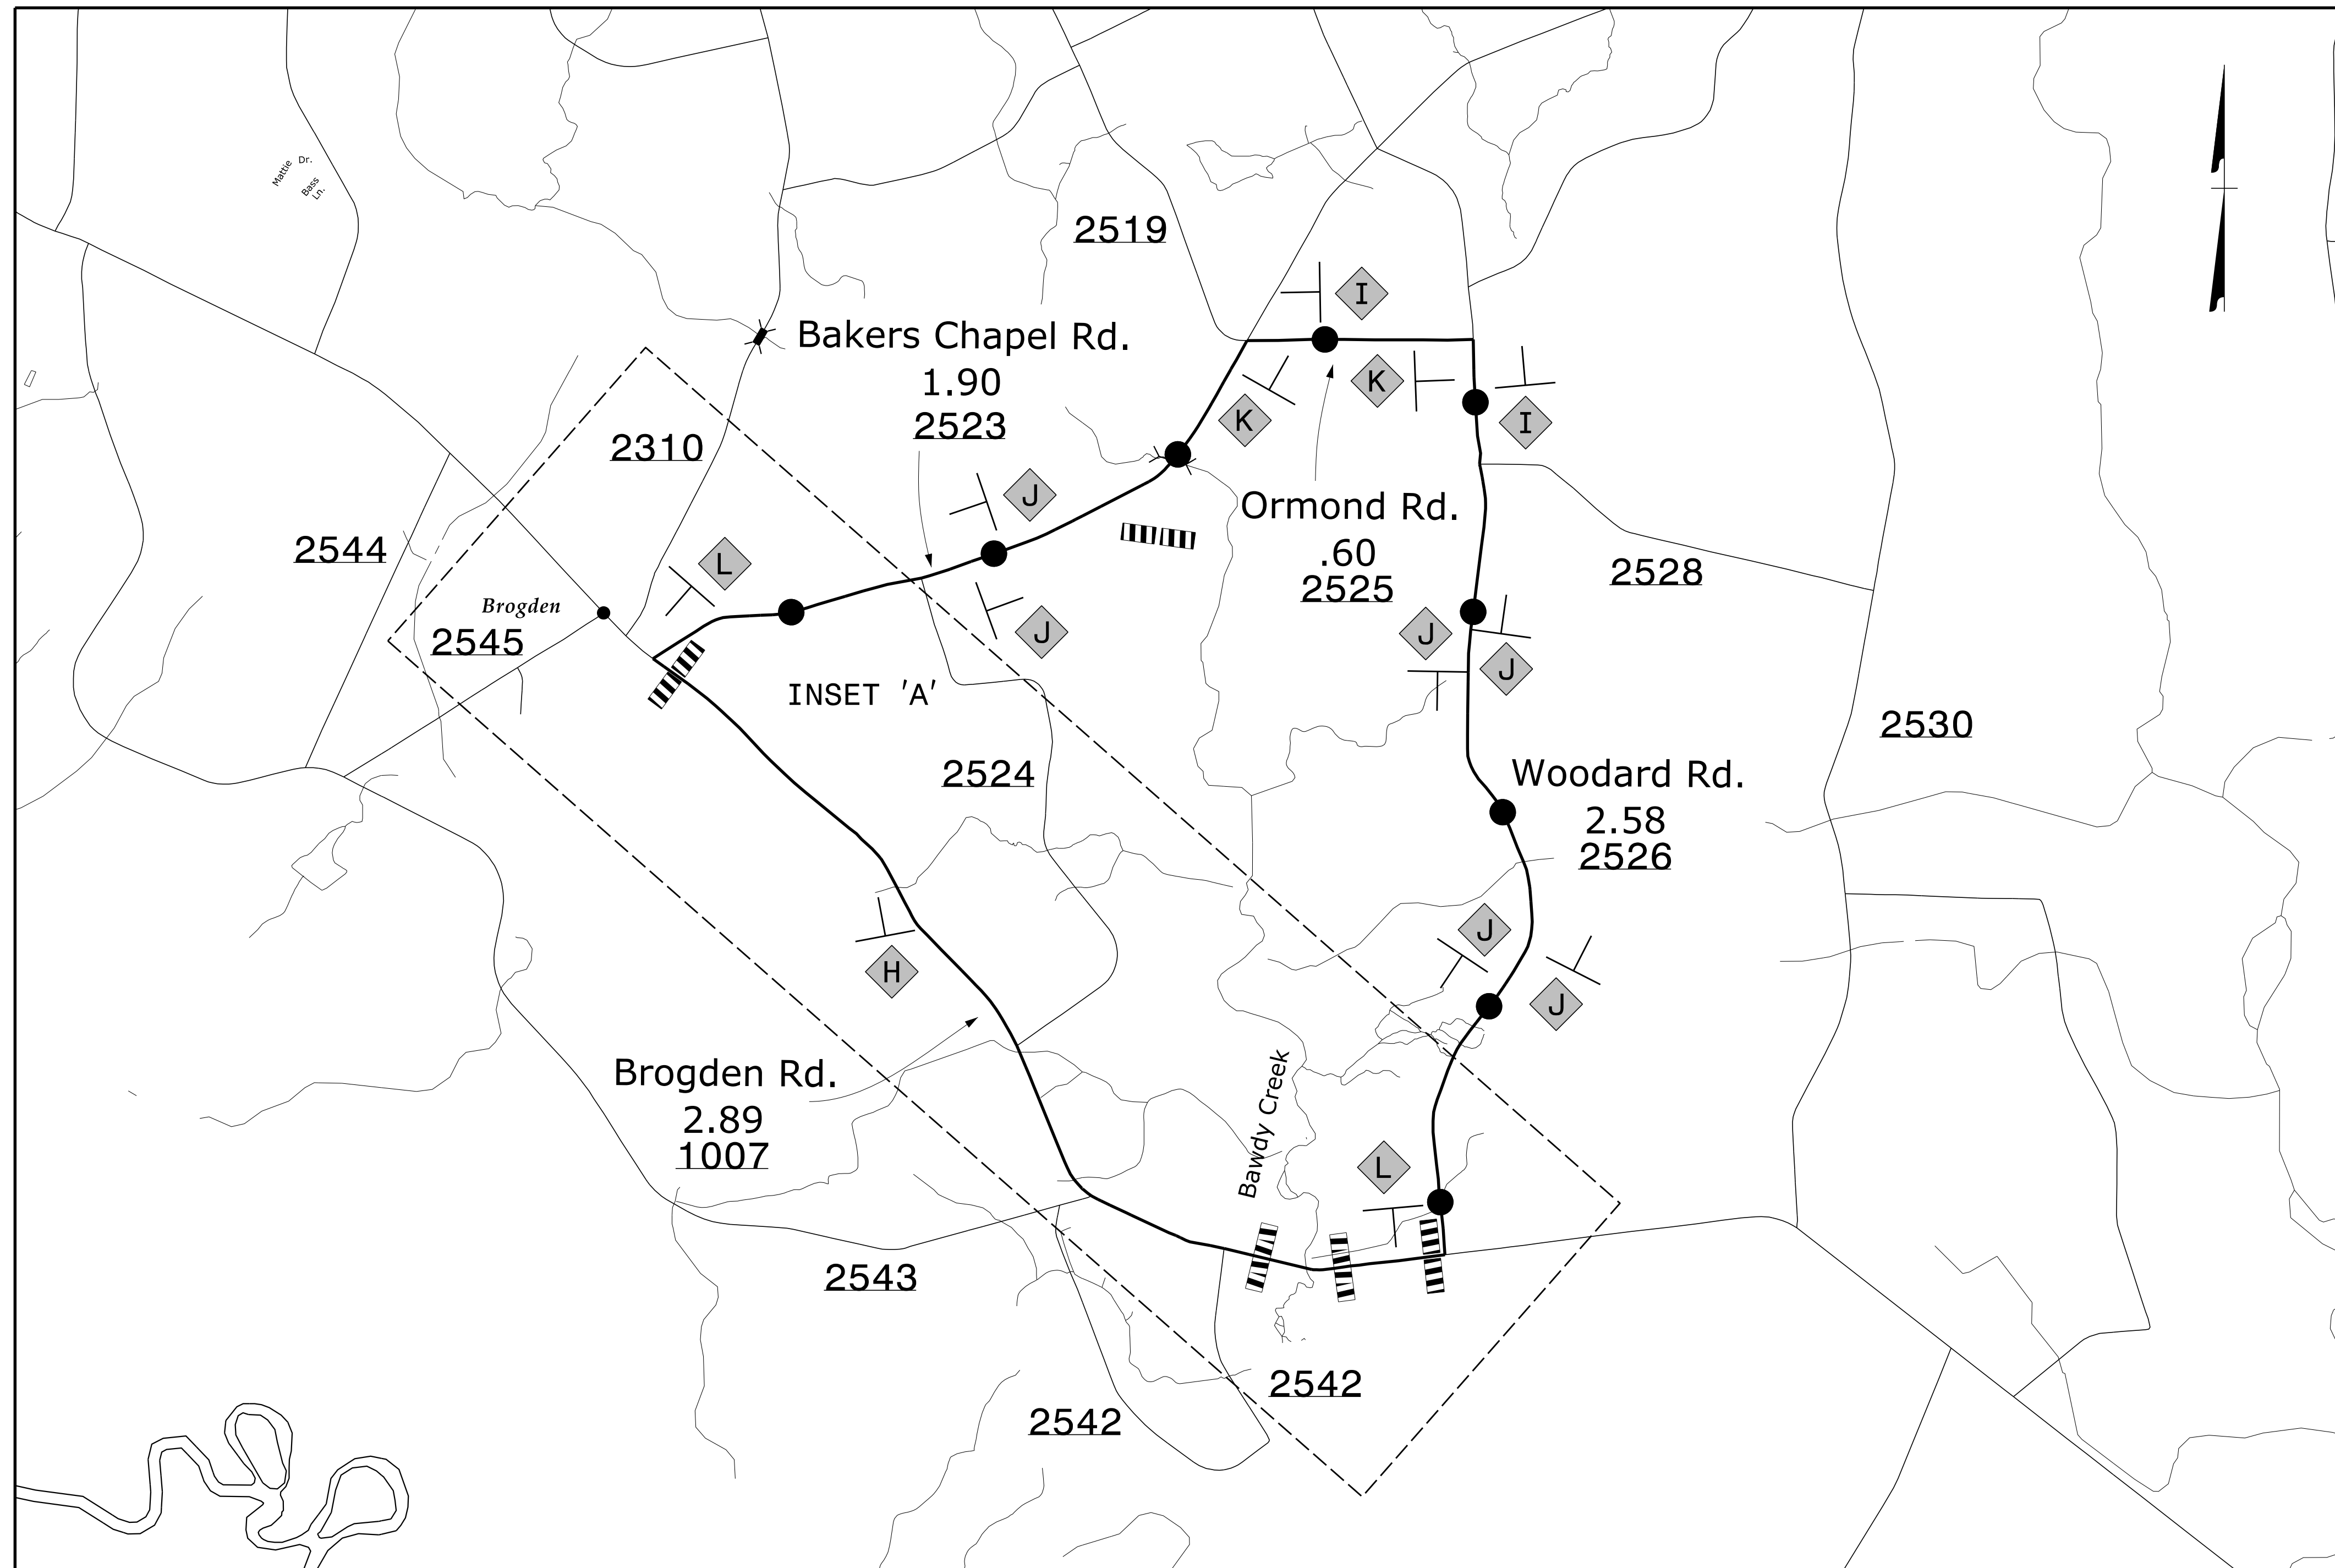 Mattie Dr.
Bass
Ln.
2519
I
Bakers Chapel Rd.
1.90
2523
K
I
K
2310
J
Ormond Rd.
.60
2525
2544
L
2528
Brogden
2545
J
J
J
INSET 'A'
2530
2524
Woodard Rd.
2.58
2526
J
H
J
Brogden Rd.
2.89
1007
Bawdy Creek
L
2543
2542
2542